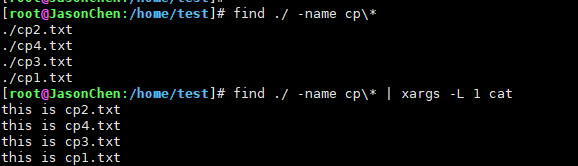 [root@JasonChen:/home/test]# find ./ -name cp\*
./cp2.txt
./cp4.txt
./cp3.txt
./cp1.txt
[root@JasonChen:/home/test]# find ./ -name cp\* | xargs -L 1 cat
this is cp2.txt
this is cp4.txt
this is cp3.txt
this is cp1.txt